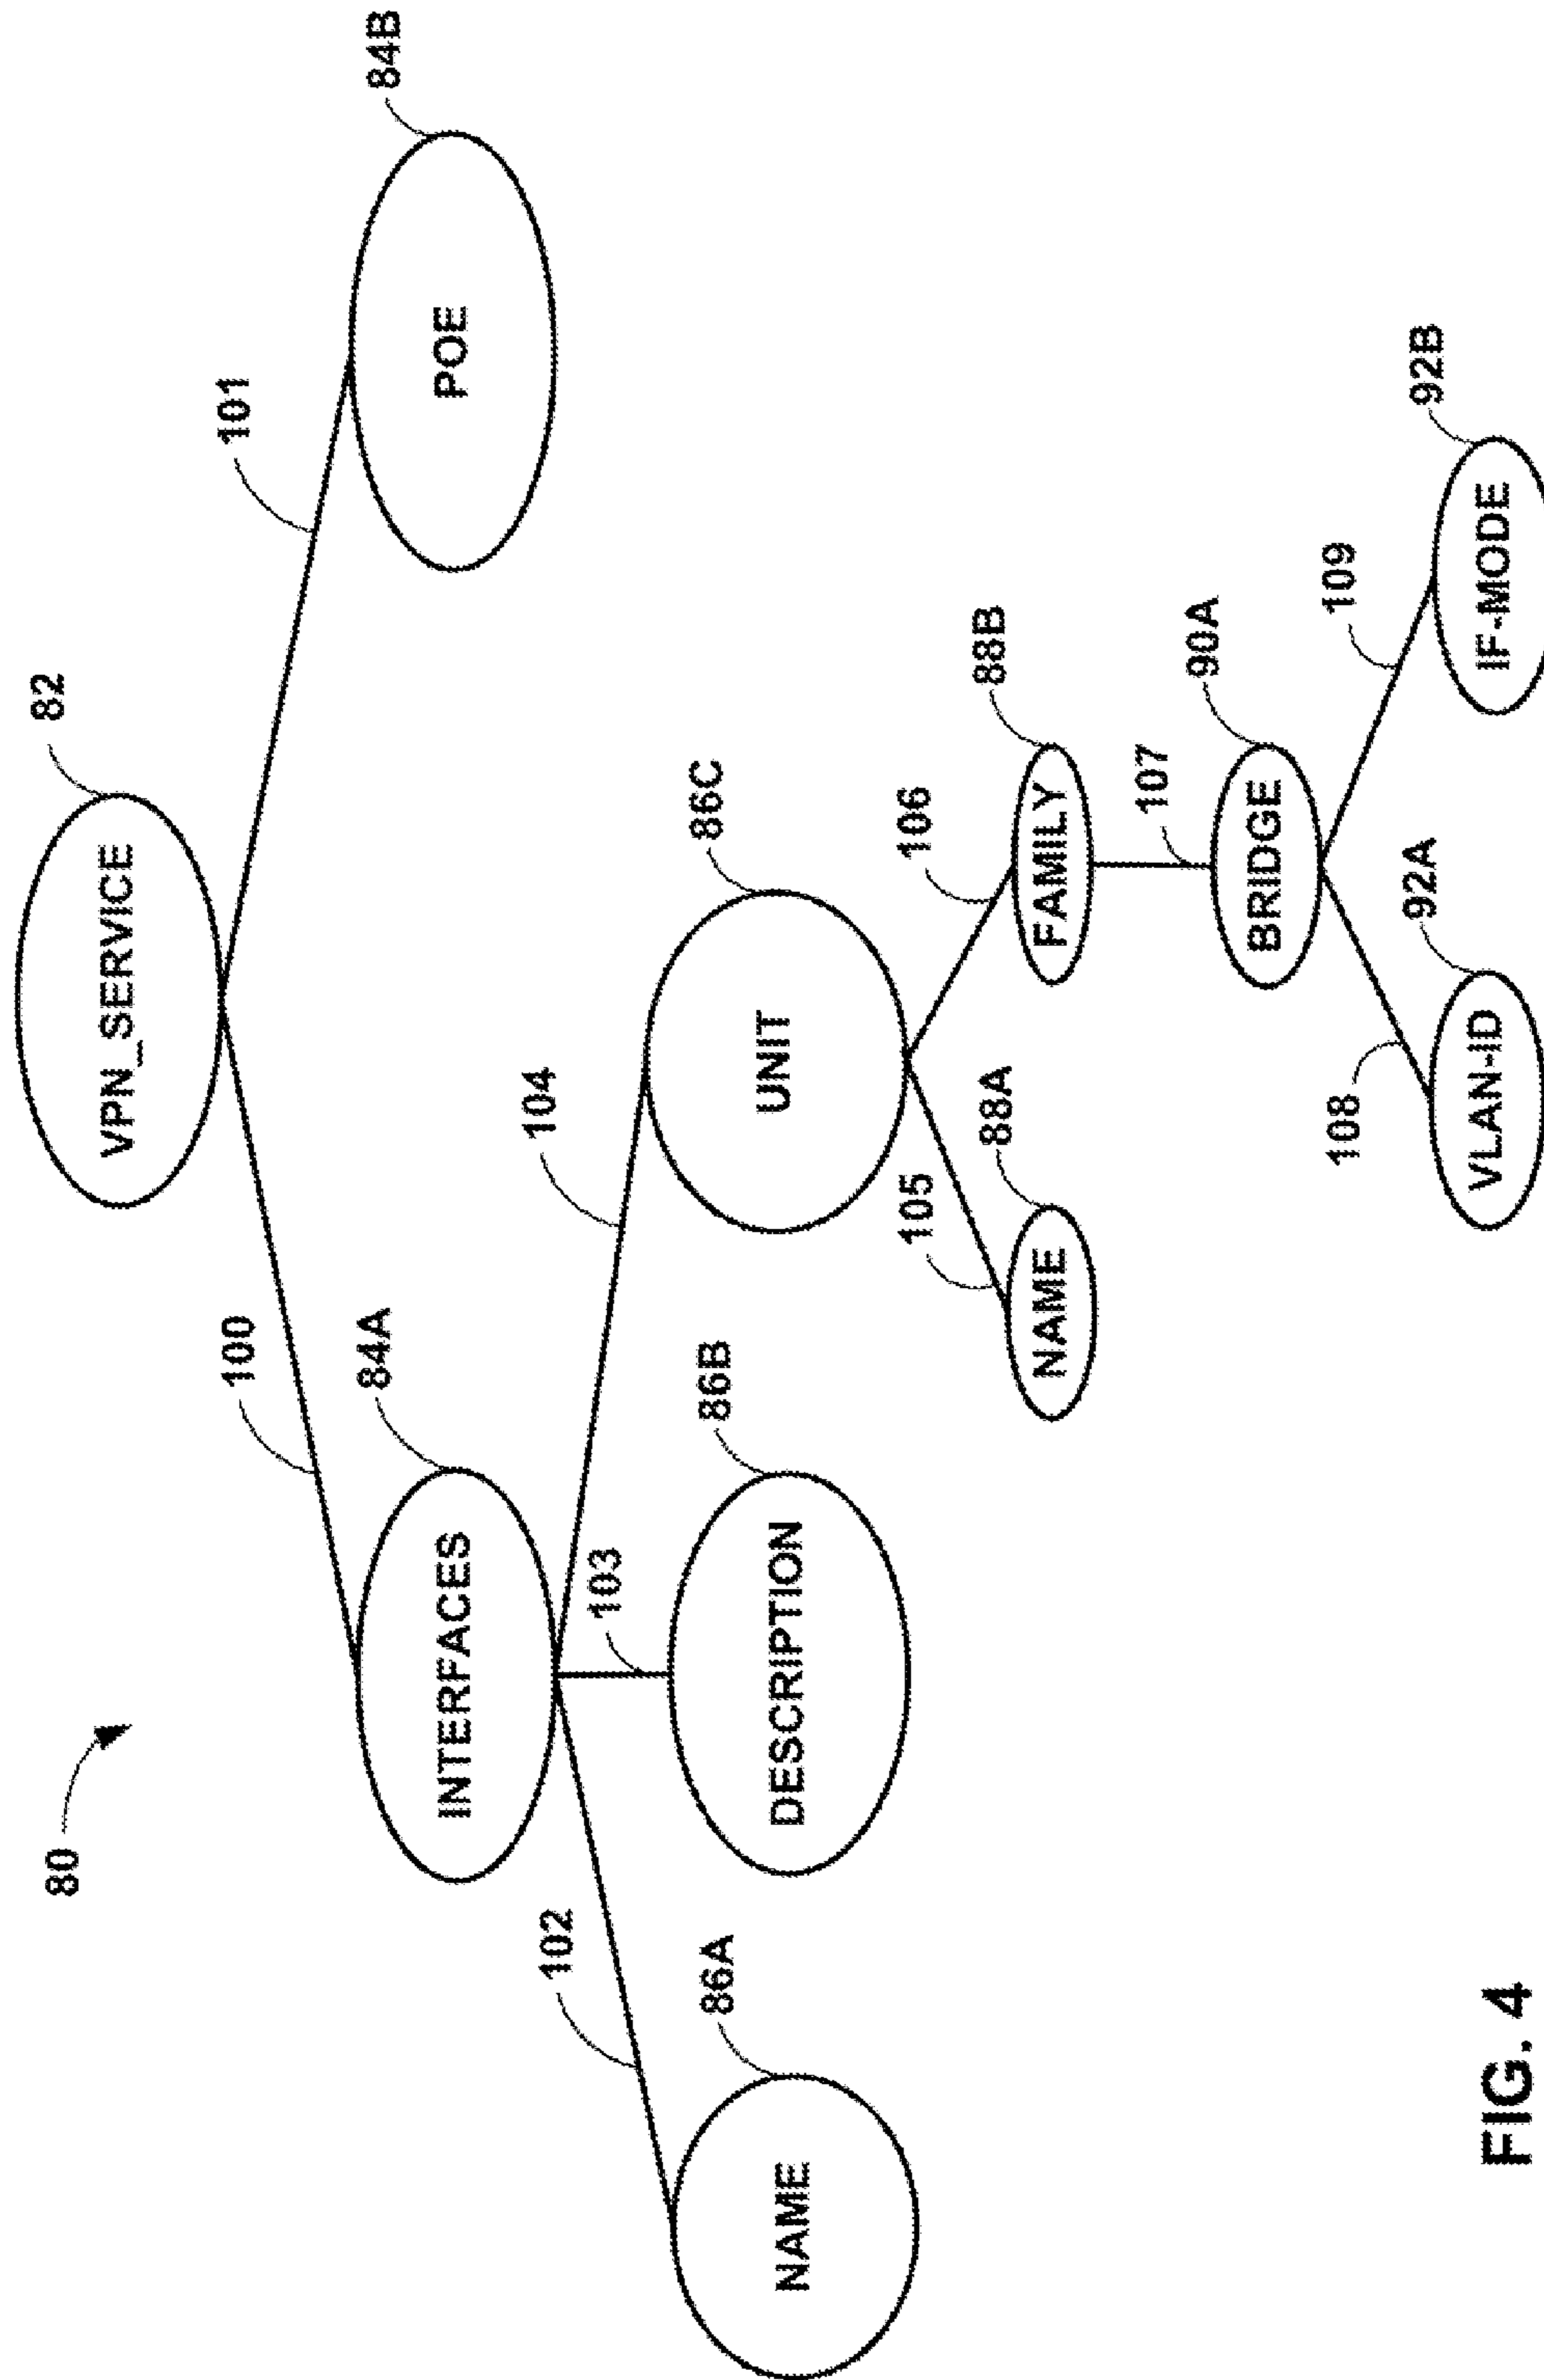 80
VPN_SERVICE
82
100
101
INTERFACES
84A
POE
84B
102
103
104
NAME
86A
DESCRIPTION
86B
UNIT
86C
105
106
NAME
88A
FAMILY
88B
107
BRIDGE
90A
108
109
VLAN-ID
92A
IF-MODE
92B
FIG. 4